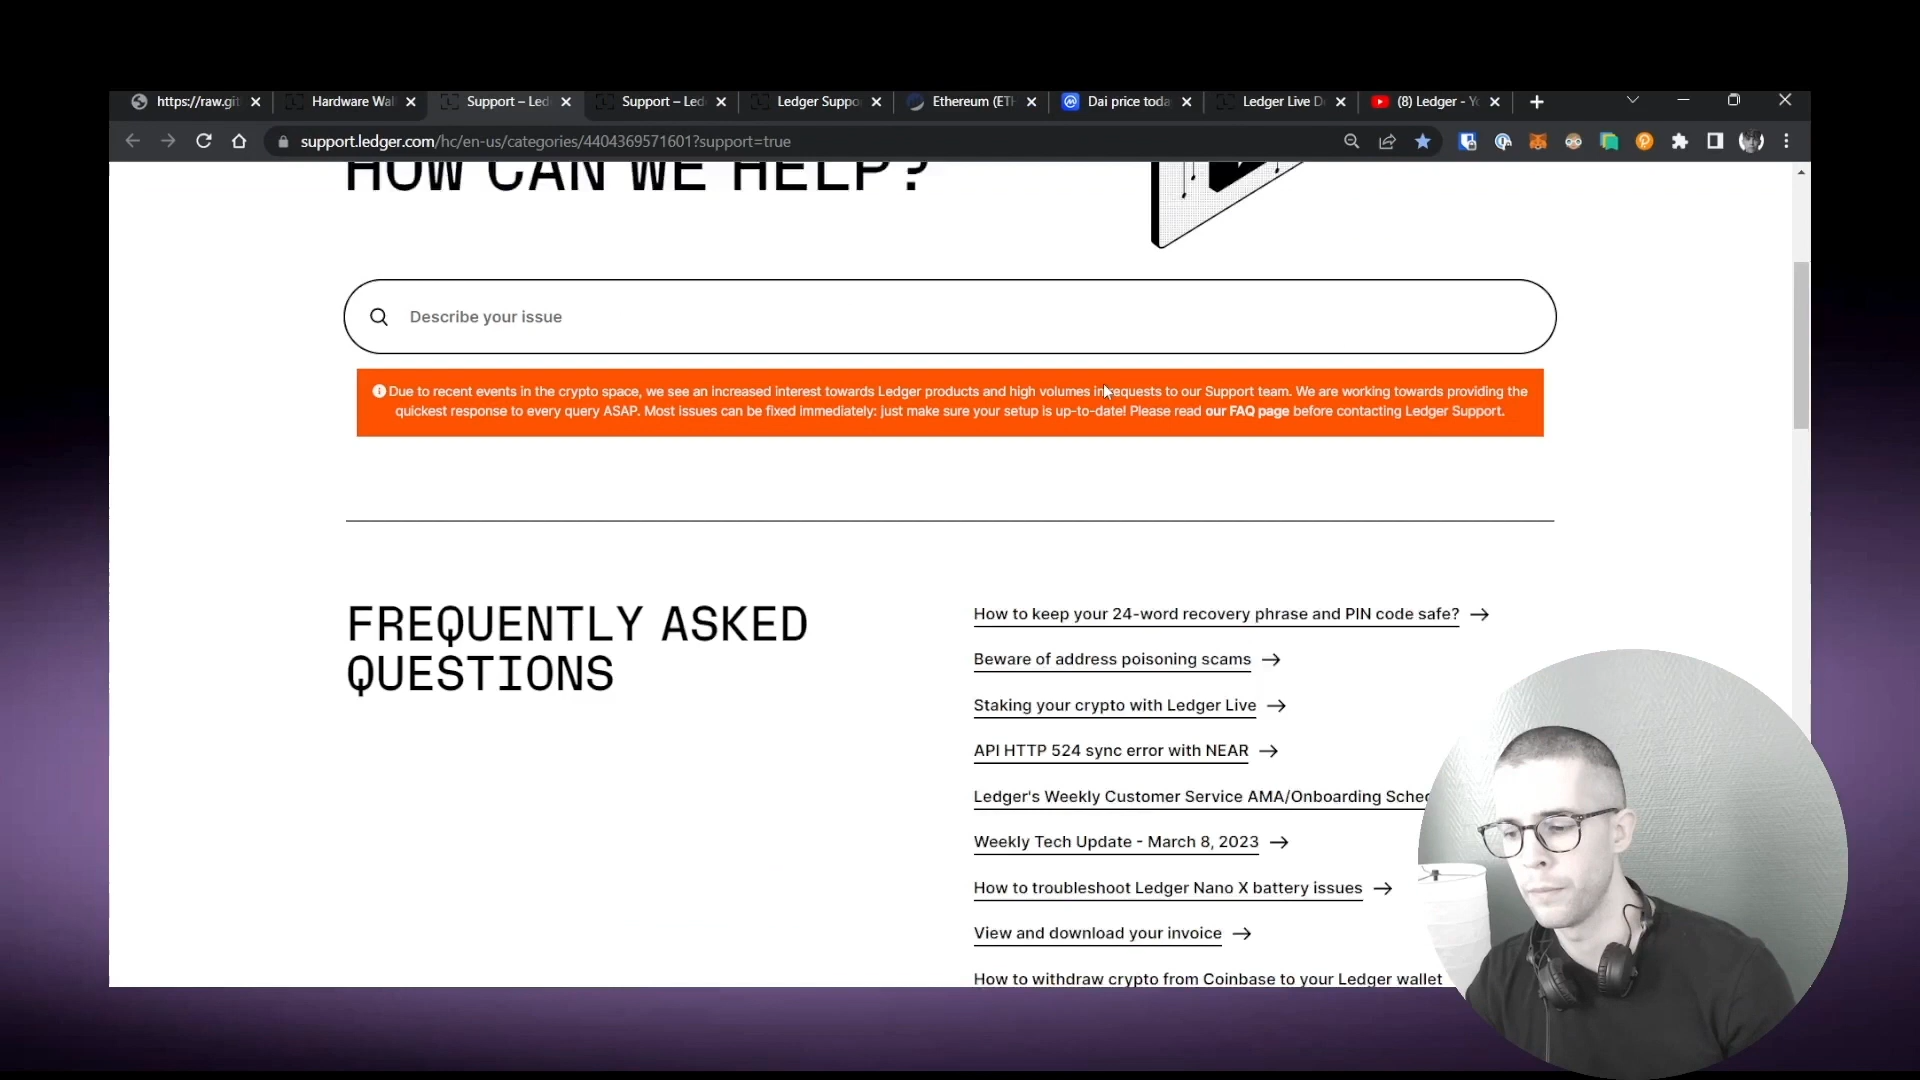 https://raw.git
Hardware Wal
Support – Led
Support – Led
Ledger Suppo
Ethereum (ETH
Dai price toda
Ledger Live D
(8) Ledger - Yo
support.ledger.com/hc/en-us/categories/4404369571601?support=true
HOW CAN WE HELP?
Describe your issue
Due to recent events in the crypto space, we see an increased interest towards Ledger products and high volumes in requests to our Support team. We are working towards providing the
quickest response to every query ASAP. Most issues can be fixed immediately: just make sure your setup is up-to-date! Please read our FAQ page before contacting Ledger Support.
FREQUENTLY ASKED
QUESTIONS
How to keep your 24-word recovery phrase and PIN code safe?
Beware of address poisoning scams
Staking your crypto with Ledger Live
API HTTP 524 sync error with NEAR
Ledger's Weekly Customer Service AMA/Onboarding Sched
Weekly Tech Update - March 8, 2023
How to troubleshoot Ledger Nano X battery issues
View and download your invoice
How to withdraw crypto from Coinbase to your Ledger wallet